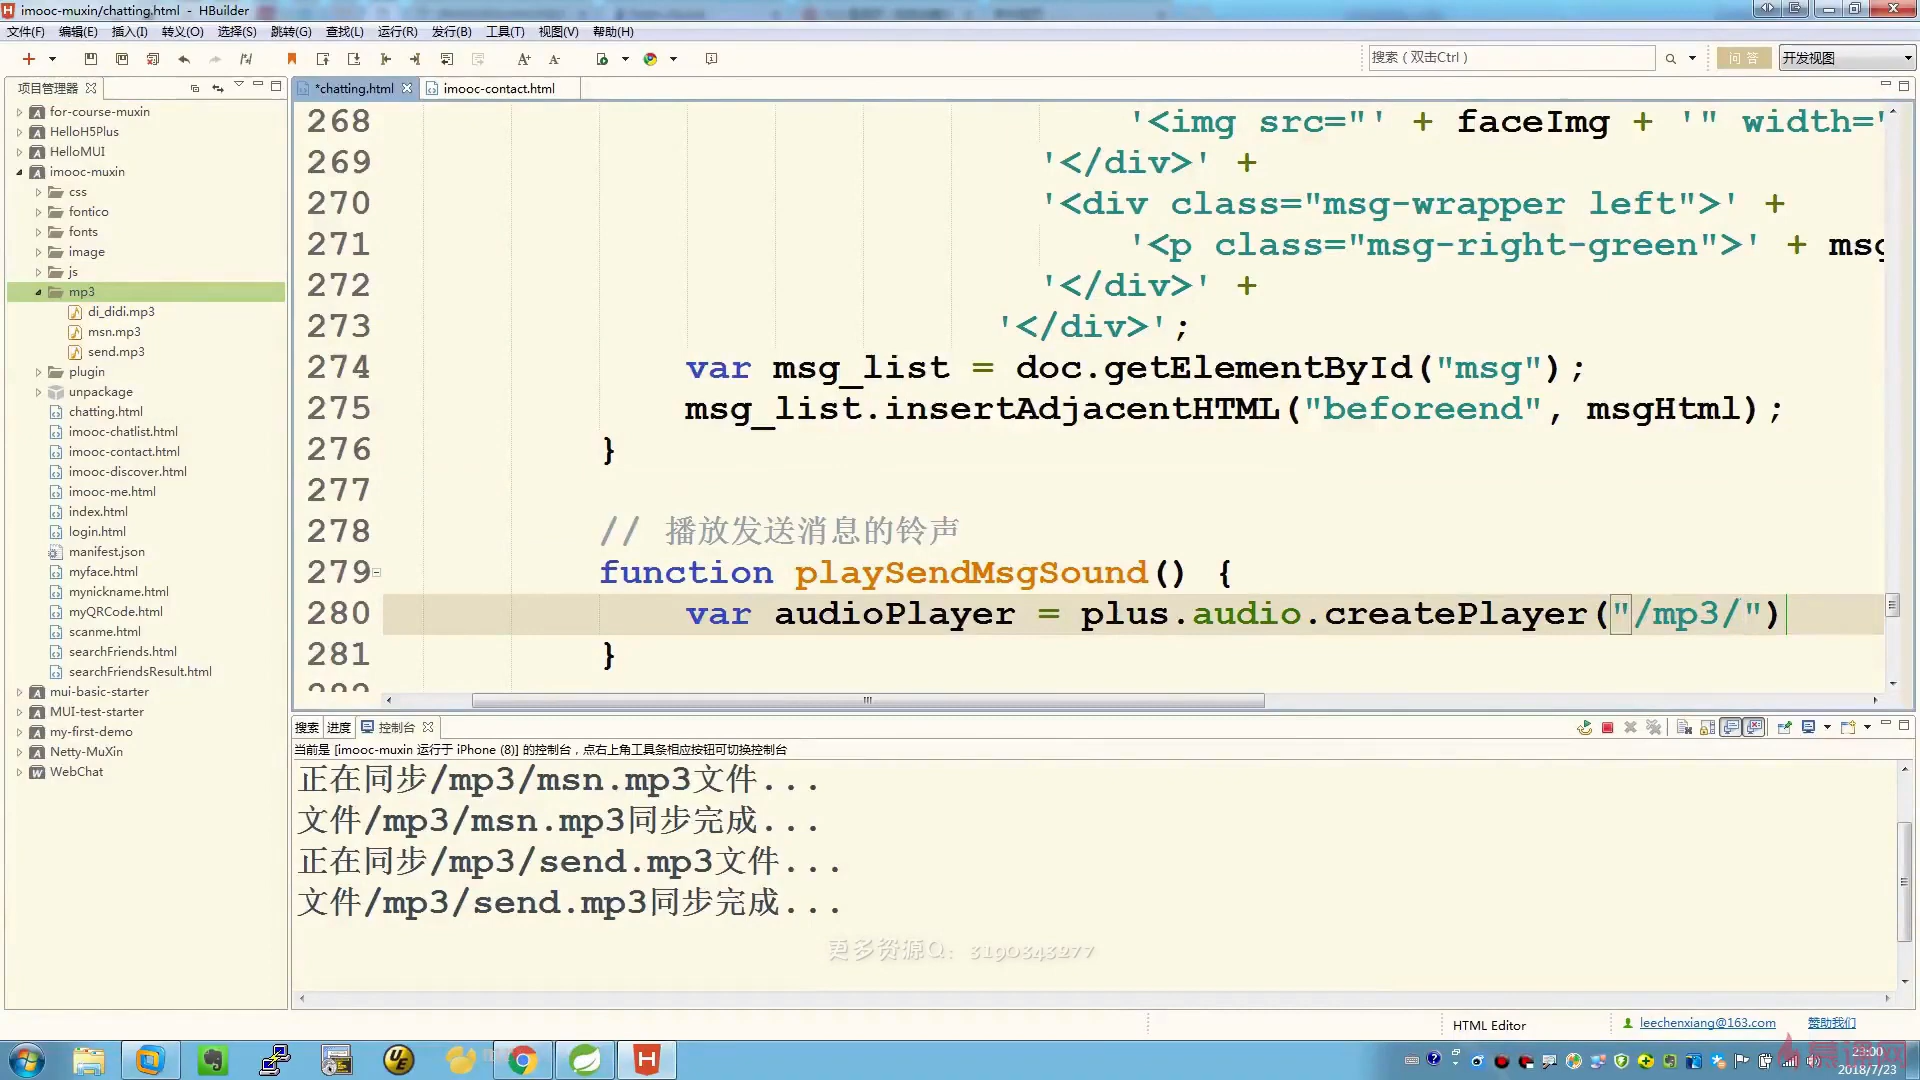 imooc-muxin/chatting.html - HBuilder
文件(F) 编辑(E) 插入(I) 转义(O) 选择(S) 跳转(G) 查找(L) 运行(R) 发行(B) 工具(T) 视图(V) 帮助(H)
搜索（双击Ctrl）
问答
开发视图
项目管理器
*chatting.html
imooc-contact.html
for-course-muxin
HelloH5Plus
HelloMUI
imooc-muxin
css
fontico
fonts
image
js
mp3
di_didi.mp3
msn.mp3
send.mp3
plugin
unpackage
chatting.html
imooc-chatlist.html
imooc-contact.html
imooc-discover.html
imooc-me.html
index.html
login.html
manifest.json
myface.html
mynickname.html
myQRCode.html
scanme.html
searchFriends.html
searchFriendsResult.html
mui-basic-starter
MUI-test-starter
my-first-demo
Netty-MuXin
WebChat
268 '<img src="' + faceImg + '" width='
269 '</div>' +
270 '<div class="msg-wrapper left">' +
271 '<p class="msg-right-green">' + msg
272 '</div>' +
273 '</div>';
274 var msg_list = doc.getElementById("msg");
275 msg_list.insertAdjacentHTML("beforeend", msgHtml);
276 }
277
278 // 播放发送消息的铃声
279 function playSendMsgSound() {
280 var audioPlayer = plus.audio.createPlayer("/mp3/")
281 }
搜索 进度 控制台
当前是 [imooc-muxin 运行于 iPhone (8)] 的控制台，点右上角工具条相应按钮可切换控制台
正在同步/mp3/msn.mp3文件...
文件/mp3/msn.mp3同步完成...
正在同步/mp3/send.mp3文件...
文件/mp3/send.mp3同步完成...
更多资源Q：3190343277
HTML Editor
leechenxiang@163.com
赞助我们
慕课网
23:00
2018/7/23